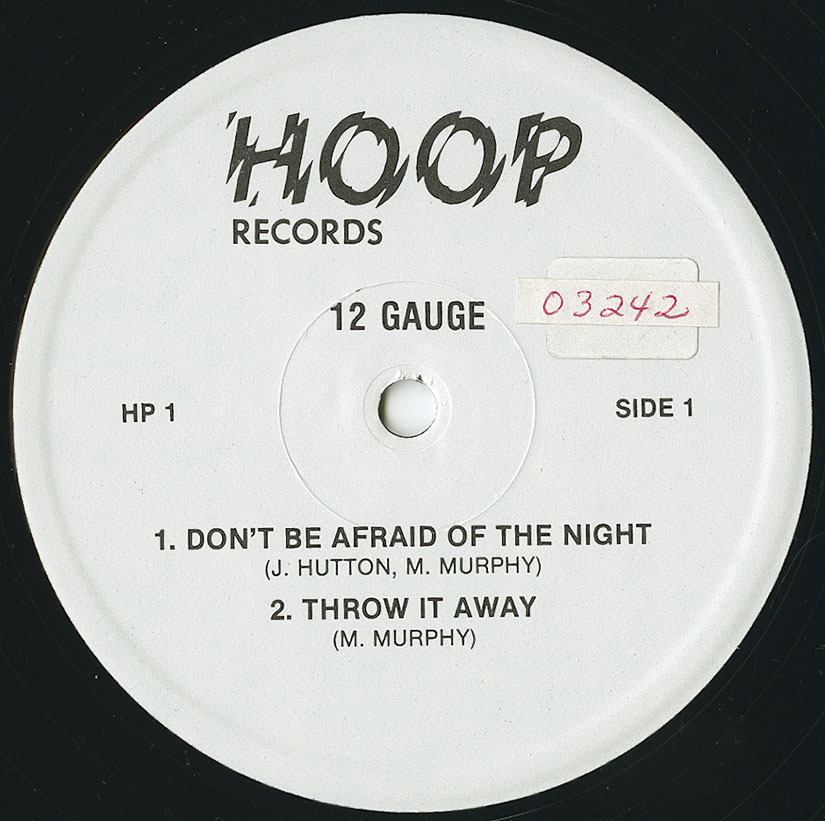 HOOP
RECORDS
12 GAUGE
03242
HP 1
SIDE 1
1. DON'T BE AFRAID OF THE NIGHT
(J. HUTTON, M. MURPHY)
2. THROW IT AWAY
(M. MURPHY)